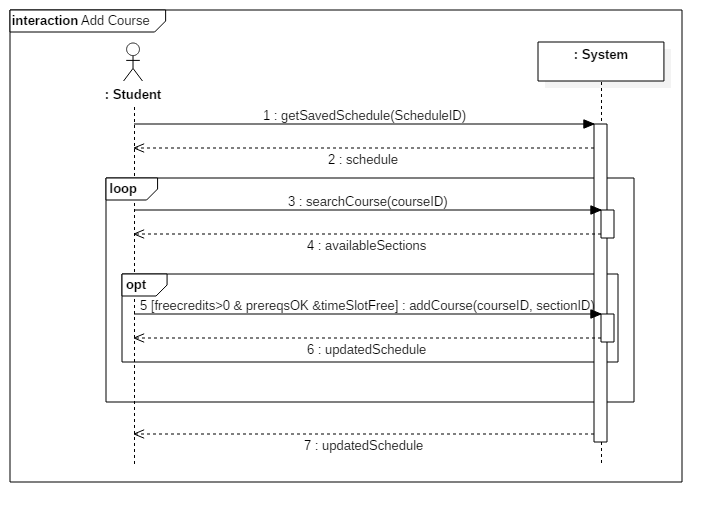 interaction Add Course
: System
: Student
1 : getSavedSchedule(ScheduleID)
2 : schedule
loop
3 : searchCourse(courseID)
4 : availableSections
opt
5 [freecredits>0 & prereqsOK &timeSlotFree] : addCourse(courseID, sectionID)
6 : updatedSchedule
7 : updatedSchedule